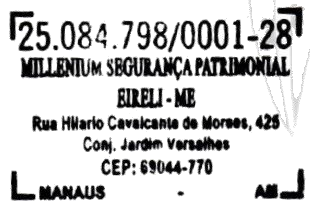 25.084.798/0001-28
MILLENIUM SEGURANÇA PATRIMONIAL
EIRELI - ME
Rua Hilario Cavalcante de Moraes, 425
Conj. Jardim Versalhes
CEP: 69044-770
MANAUS - AM